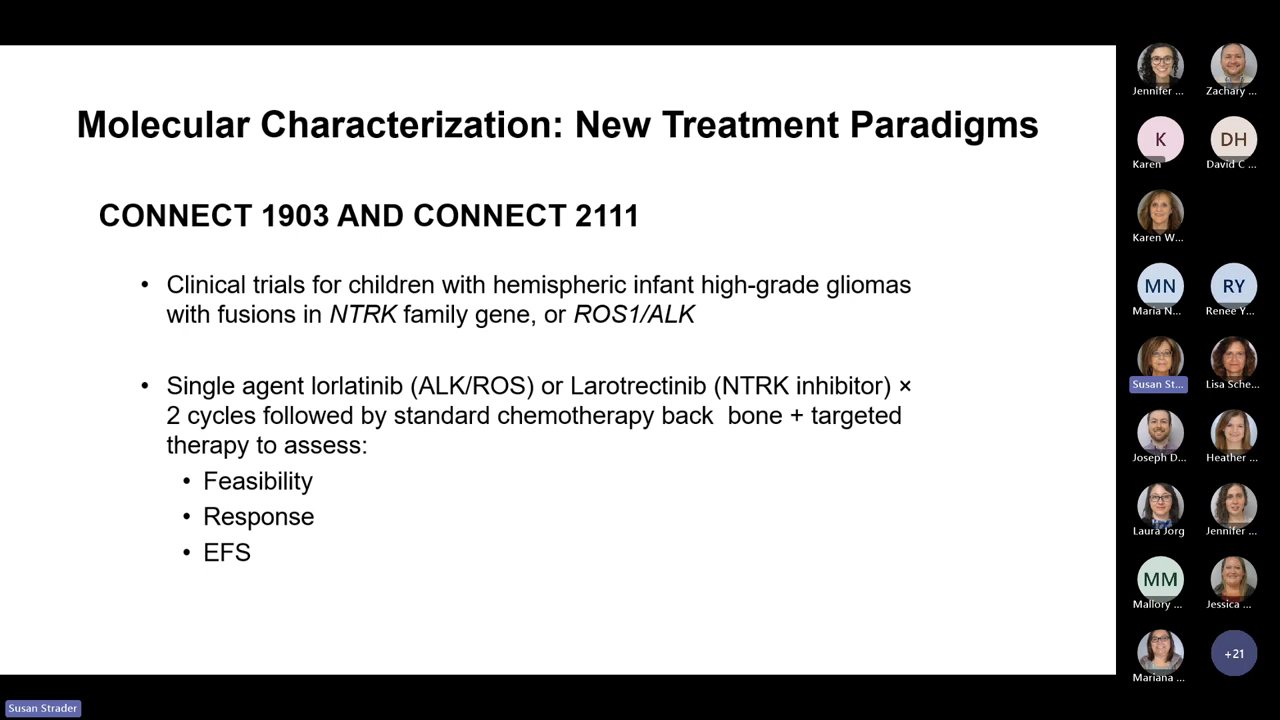 Molecular Characterization: New Treatment Paradigms
CONNECT 1903 AND CONNECT 2111
• Clinical trials for children with hemispheric infant high-grade gliomas
with fusions in NTRK family gene, or ROS1/ALK
• Single agent lorlatinib (ALK/ROS) or Larotrectinib (NTRK inhibitor) ×
2 cycles followed by standard chemotherapy back bone + targeted
therapy to assess:
• Feasibility
• Response
• EFS
Jennifer ...
Zachary ...
K
Karen
DH
David C ...
Karen W...
MN
Maria N...
RY
Renee Y...
Susan St...
Lisa Sche...
Joseph D...
Heather ...
Laura Jorg
Jennifer ...
MM
Mallory ...
Jessica ...
Mariana ...
+21
Susan Strader